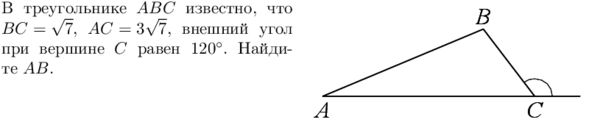 В треугольнике ABC известно, что
BC = √7, AC = 3√7, внешний угол
при вершине C равен 120°. Найди-
те AB.
B
A
C